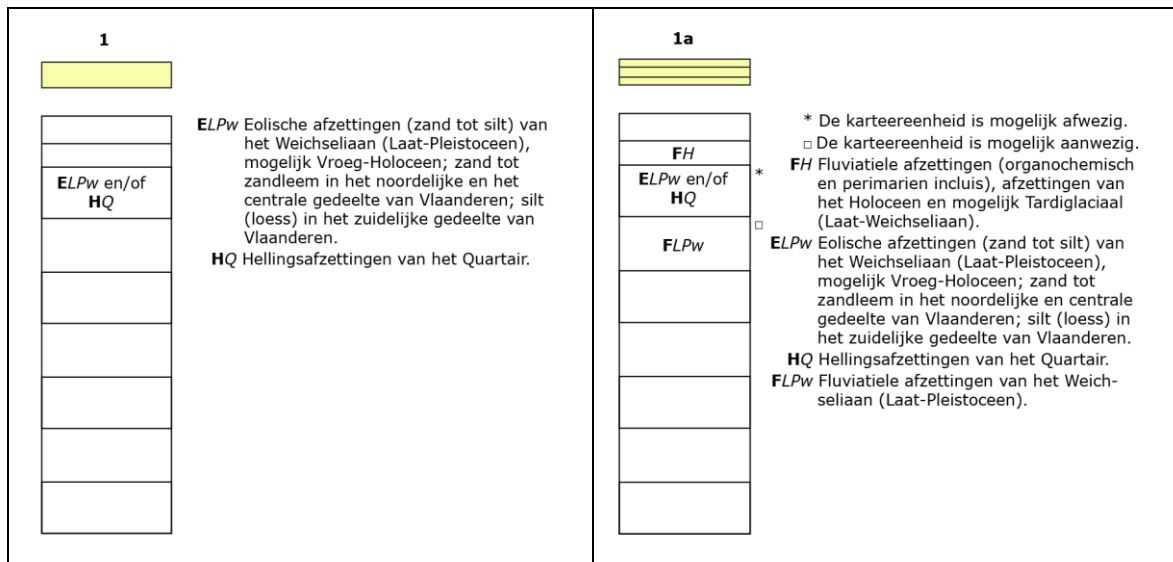 1
ELPw en/of
HQ
ELPw Eolische afzettingen (zand tot silt) van
het Weichseliaan (Laat-Pleistoceen),
mogelijk Vroeg-Holoceen; zand tot
zandleem in het noordelijke en het
centrale gedeelte van Vlaanderen; silt
(loess) in het zuidelijke gedeelte van
Vlaanderen.
HQ Hellingsafzettingen van het Quartair.
1a
FH
ELPw en/of
HQ
*
□
FLPw
* De karteereenheid is mogelijk afwezig.
□ De karteereenheid is mogelijk aanwezig.
FH Fluviatiele afzettingen (organochemisch
en perimarien incluis), afzettingen van
het Holoceen en mogelijk Tardiglaciaal
(Laat-Weichseliaan).
ELPw Eolische afzettingen (zand tot silt) van
het Weichseliaan (Laat-Pleistoceen),
mogelijk Vroeg-Holoceen; zand tot
zandleem in het noordelijke en centrale
gedeelte van Vlaanderen; silt (loess) in
het zuidelijke gedeelte van Vlaanderen.
HQ Hellingsafzettingen van het Quartair.
FLPw Fluviatiele afzettingen van het Weich-
seliaan (Laat-Pleistoceen).